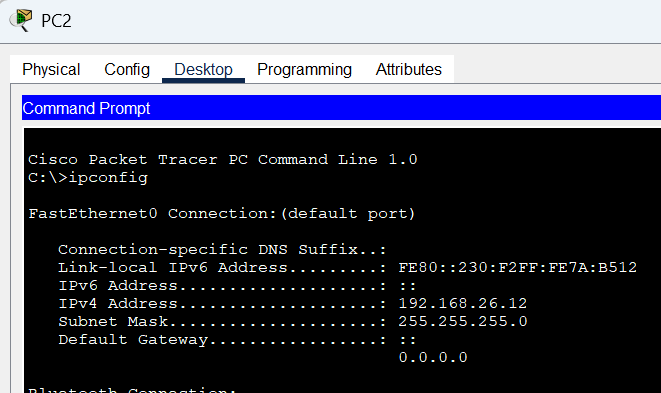 PC2
Physical Config Desktop Programming Attributes
Command Prompt
Cisco Packet Tracer PC Command Line 1.0
C:\>ipconfig
FastEthernet0 Connection:(default port)
Connection-specific DNS Suffix..:
Link-local IPv6 Address.........: FE80::230:F2FF:FE7A:B512
IPv6 Address....................: ::
IPv4 Address....................: 192.168.26.12
Subnet Mask.....................: 255.255.255.0
Default Gateway.................: ::
0.0.0.0
Bluetooth Connection: